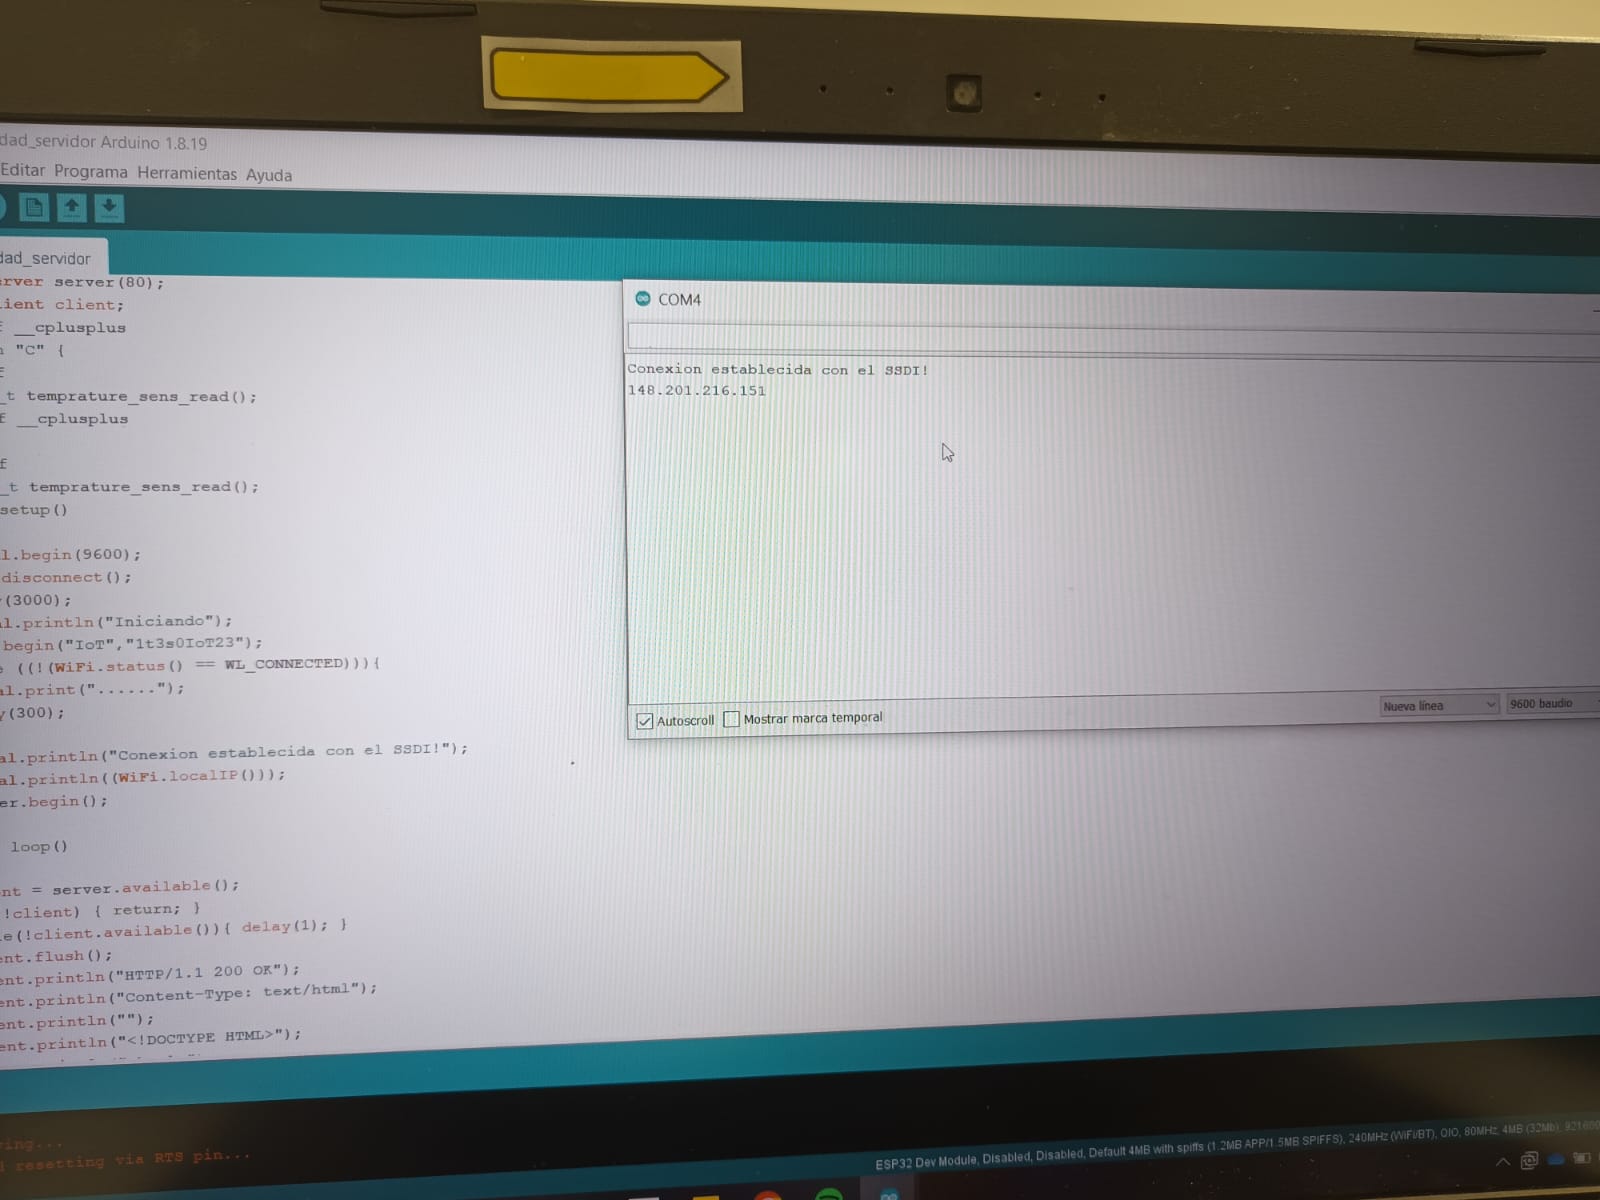 dad_servidor Arduino 1.8.19
Editar Programa Herramientas Ayuda
dad_servidor
rver server(80);
ient client;
__cplusplus
"C" {
_t temprature_sens_read();
__cplusplus
f
_t temprature_sens_read();
setup()
l.begin(9600);
disconnect();
(3000);
al.println("Iniciando");
begin("IoT","1t3s0IoT23");
e ((!(WiFi.status() == WL_CONNECTED))){
al.print("......");
y(300);
al.println("Conexion establecida con el SSDI!");
al.println((WiFi.localIP()));
er.begin();
loop()
nt = server.available();
!client) { return; }
e(!client.available()){ delay(1); }
ent.flush();
ent.println("HTTP/1.1 200 OK");
ent.println("Content-Type: text/html");
ent.println("");
ent.println("<!DOCTYPE HTML>");
COM4
Conexion establecida con el SSDI!
148.201.216.151
Autoscroll Mostrar marca temporal
Nueva línea
9600 baudio
ring...
resetting via RTS pin...
ESP32 Dev Module, Disabled, Disabled, Default 4MB with spiffs (1.2MB APP/1.5MB SPIFFS), 240MHz (WiFi/BT), QIO, 80MHz, 4MB (32Mb), 921600